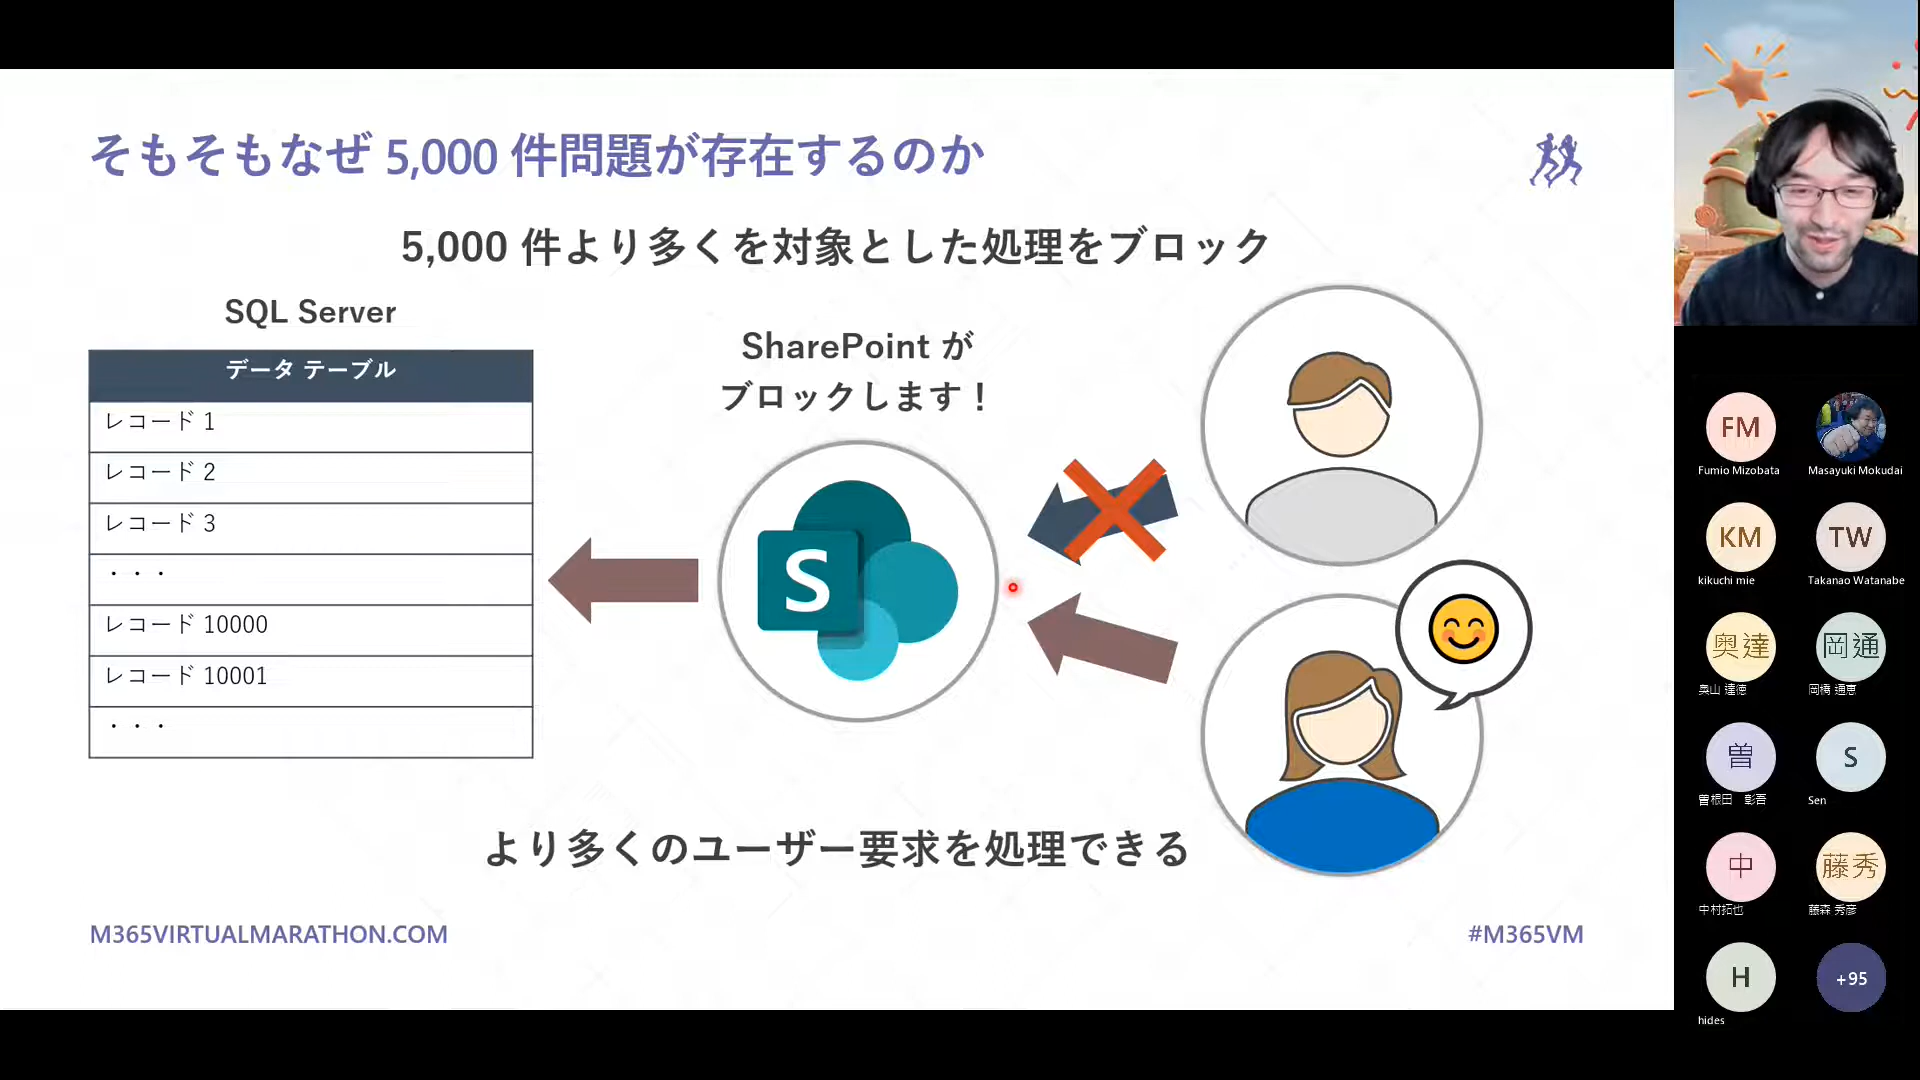 そもそもなぜ 5,000 件問題が存在するのか
5,000 件より多くを対象とした処理をブロック
SQL Server
データ テーブル
レコード 1
レコード 2
レコード 3
・・・
レコード 10000
レコード 10001
・・・
SharePoint が
ブロックします！
S
より多くのユーザー要求を処理できる
M365VIRTUALMARATHON.COM
#M365VM
FM
Fumio Mizobata
Masayuki Mokudai
KM
kikuchi mie
TW
Takanao Watanabe
奥達
奥山 達徳
岡通
岡橋 通恵
曽
曽根田 彰吾
S
Sen
中
中村拓也
藤秀
藤森 秀彦
H
hides
+95